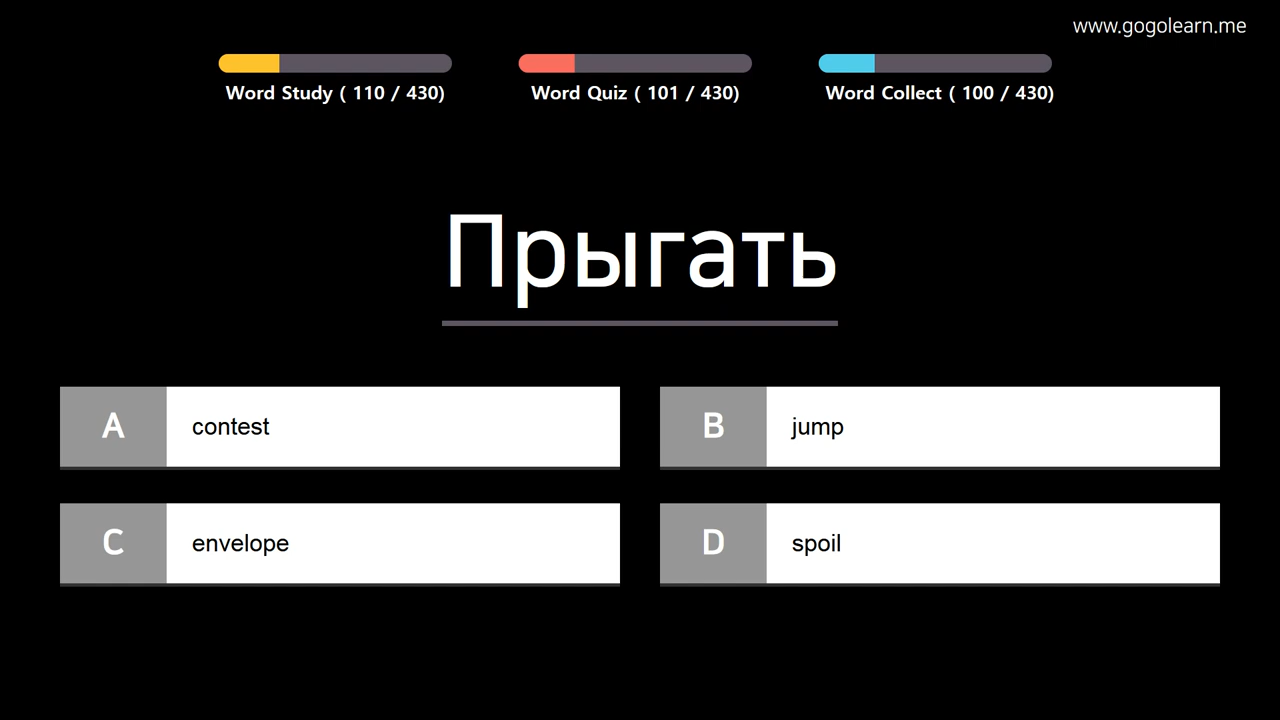 www.gogolearn.me
Word Study ( 110 / 430)
Word Quiz ( 101 / 430)
Word Collect ( 100 / 430)
Прыгать
A
contest
B
jump
C
envelope
D
spoil